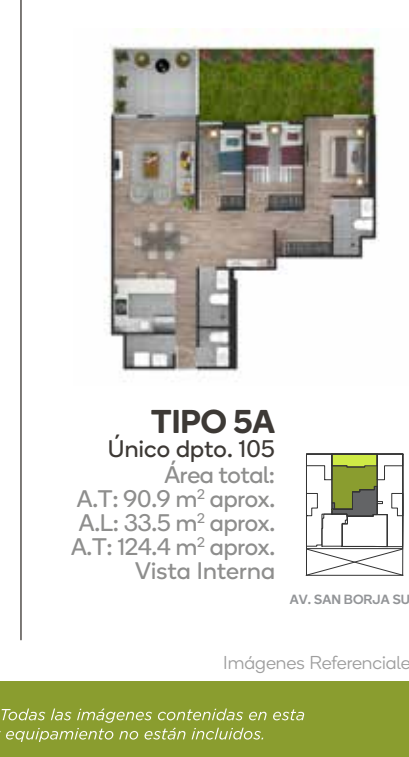 TIPO 5A
Único dpto. 105
Área total:
A.T: 90.9 m² aprox.
A.L: 33.5 m² aprox.
A.T: 124.4 m² aprox.
Vista Interna
AV. SAN BORJA SU
Imágenes Referenciale
Todas las imágenes contenidas en esta
equipamiento no están incluidos.